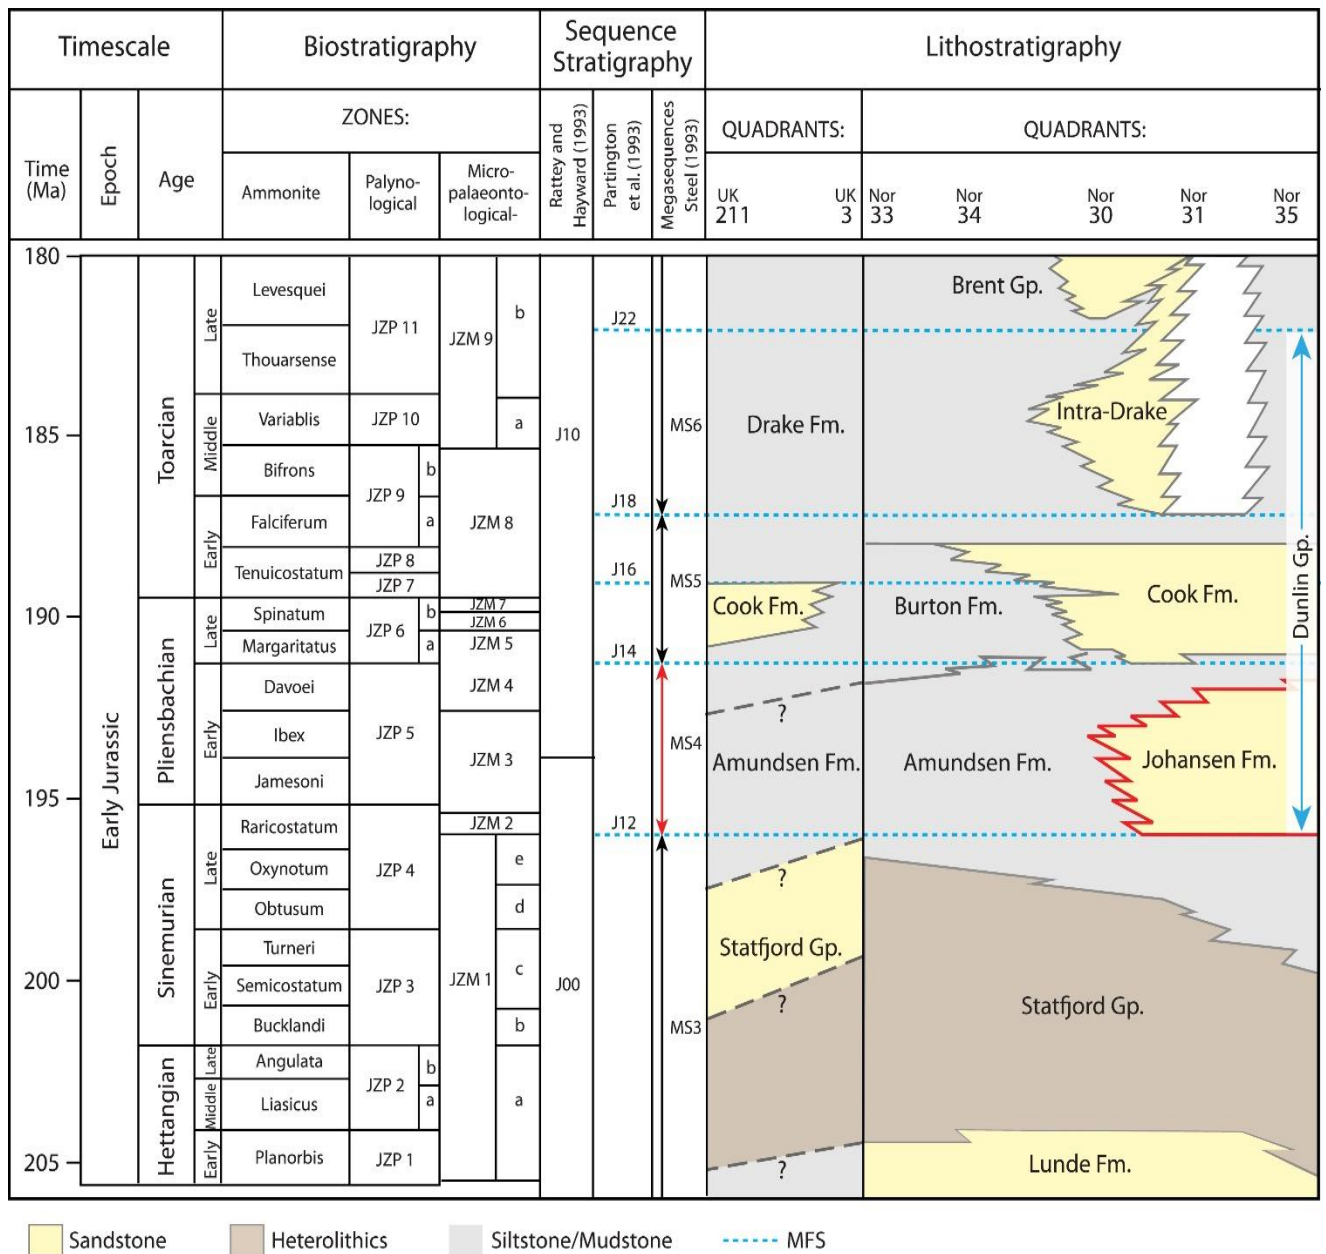 Timescale
Biostratigraphy
Sequence
Stratigraphy
Lithostratigraphy
Time
(Ma)
Epoch
Age
ZONES:
Ammonite
Palyno-
logical
Micro-
palaeonto-
logical-
Rattey and
Hayward (1993)
Partington
et al. (1993)
Megasequences
Steel (1993)
QUADRANTS:
QUADRANTS:
UK
211
UK
3
Nor
33
Nor
34
Nor
30
Nor
31
Nor
35
180
185
190
195
200
205
Early Jurassic
Toarcian
Pliensbachian
Sinemurian
Hettangian
Late
Middle
Early
Late
Early
Late
Early
Late
Middle
Early
Levesquei
Thouarsense
Variablis
Bifrons
Falciferum
Tenuicostatum
Spinatum
Margaritatus
Davoei
Ibex
Jamesoni
Raricostatum
Oxynotum
Obtusum
Turneri
Semicostatum
Bucklandi
Angulata
Liasicus
Planorbis
JZP 11
JZP 10
JZP 9
b
a
JZP 8
JZP 7
JZP 6
b
a
JZP 5
JZP 4
JZP 3
JZP 2
b
a
JZP 1
JZM 9
b
a
JZM 8
JZM 7
JZM 6
JZM 5
JZM 4
JZM 3
JZM 2
JZM 1
e
d
c
b
a
J10
J00
J22
J18
J16
J14
J12
MS6
MS5
MS4
MS3
Brent Gp.
Drake Fm.
Intra-Drake
Cook Fm.
Burton Fm.
Cook Fm.
Dunlin Gp.
?
Amundsen Fm.
Amundsen Fm.
Johansen Fm.
?
Statfjord Gp.
?
Statfjord Gp.
?
Lunde Fm.
Sandstone
Heterolithics
Siltstone/Mudstone
MFS